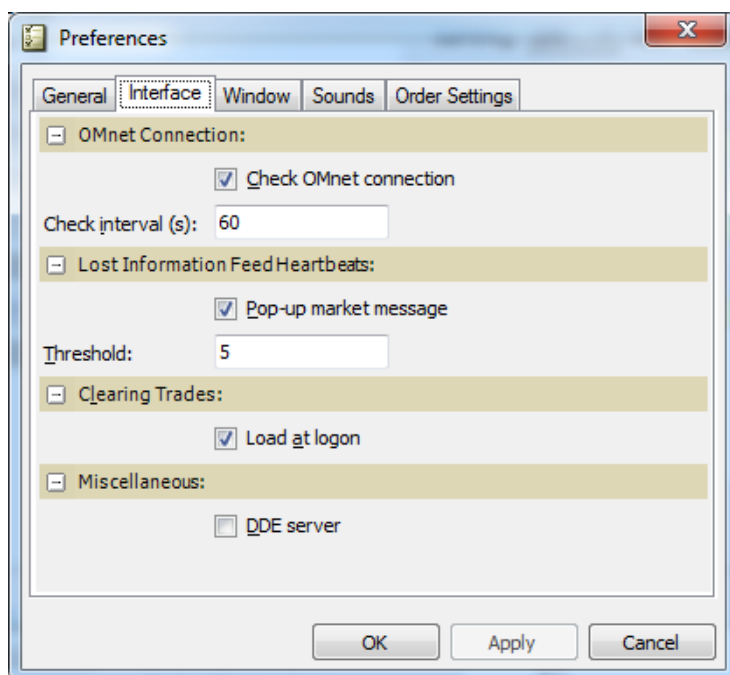 Preferences
General Interface Window Sounds Order Settings
OMnet Connection:
Check OMnet connection
Check interval (s): 60
Lost Information Feed Heartbeats:
Pop-up market message
Threshold: 5
Clearing Trades:
Load at logon
Miscellaneous:
DDE server
OK Apply Cancel